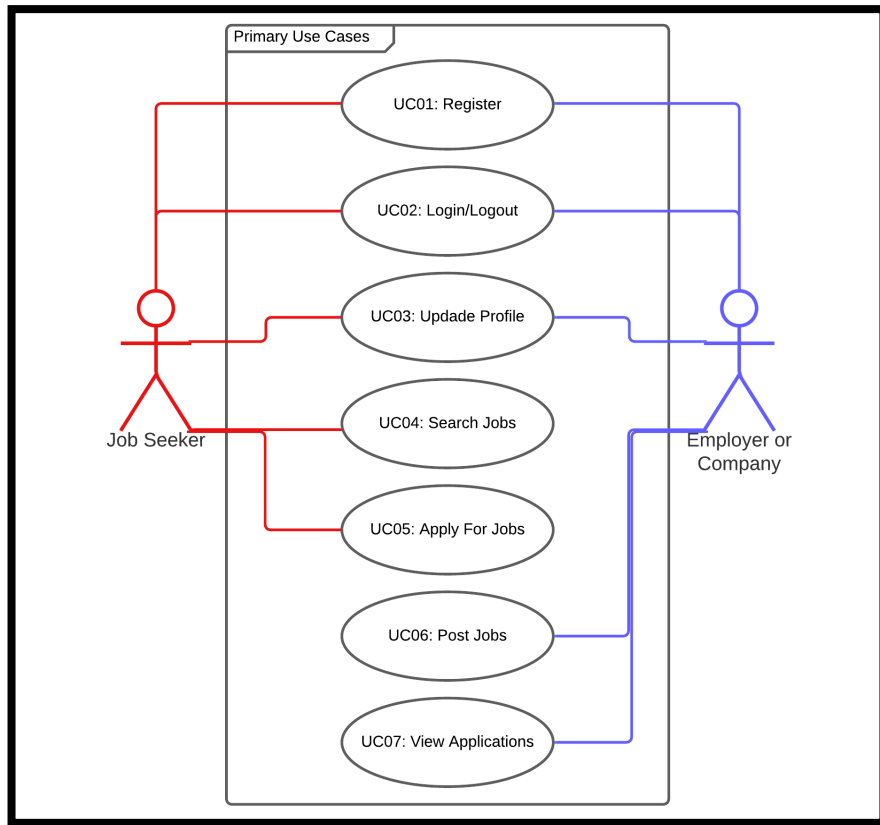 Primary Use Cases
UC01: Register
UC02: Login/Logout
UC03: Updade Profile
UC04: Search Jobs
Job Seeker
Employer or
Company
UC05: Apply For Jobs
UC06: Post Jobs
UC07: View Applications